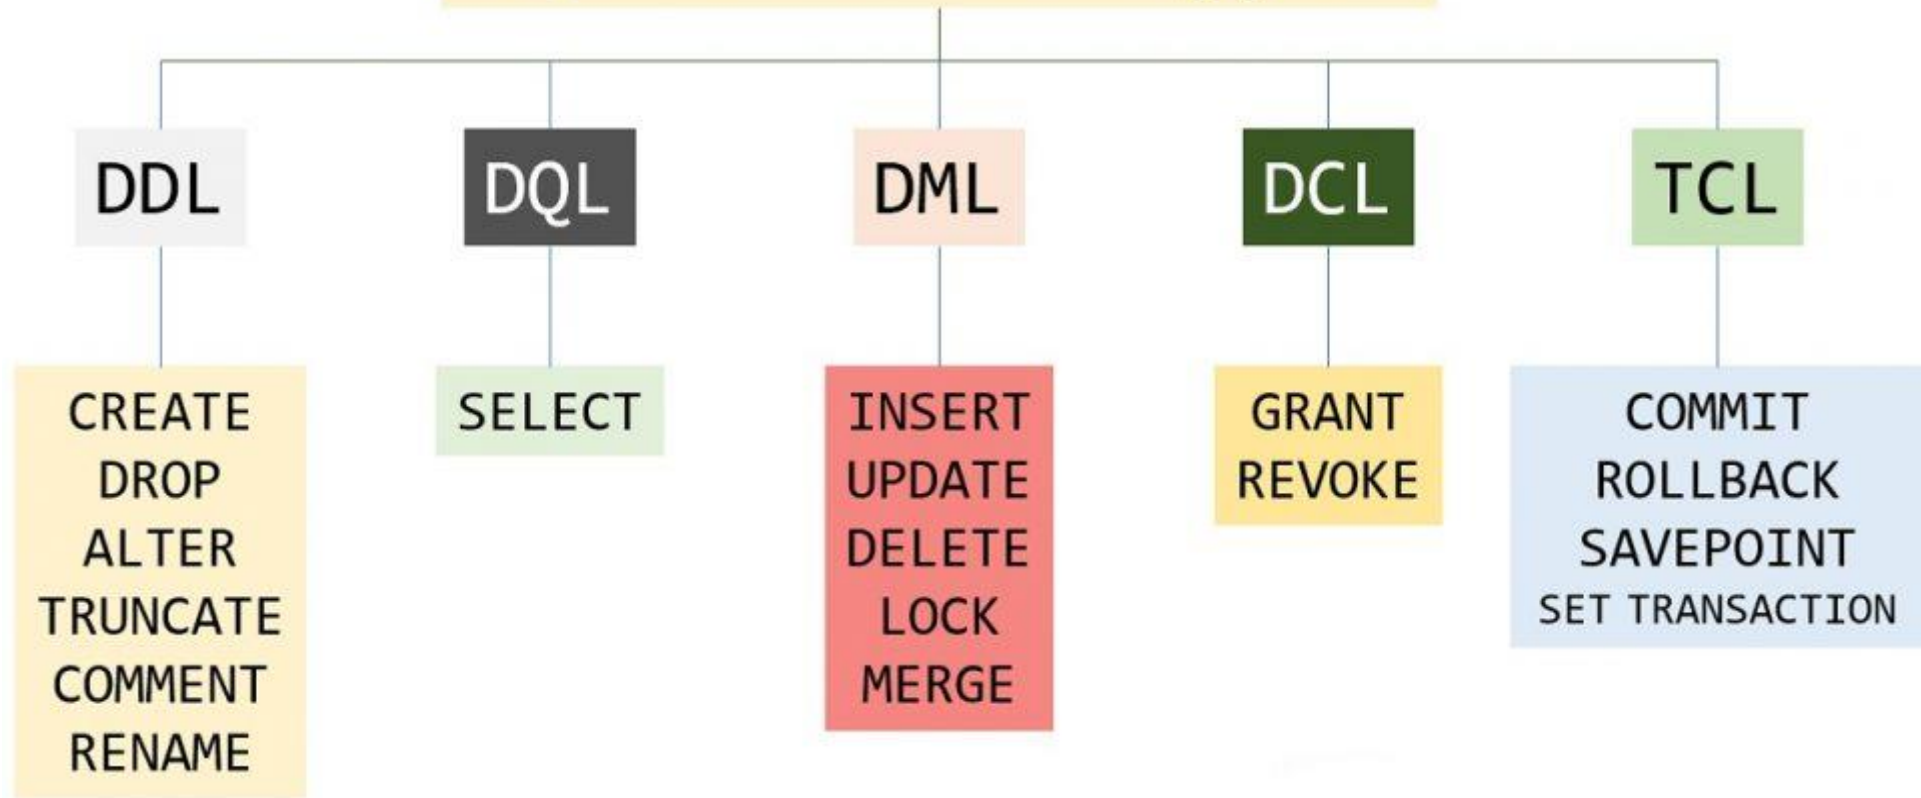 DDL
DQL
DML
DCL
TCL
CREATE
DROP
ALTER
TRUNCATE
COMMENT
RENAME
SELECT
INSERT
UPDATE
DELETE
LOCK
MERGE
GRANT
REVOKE
COMMIT
ROLLBACK
SAVEPOINT
SET TRANSACTION